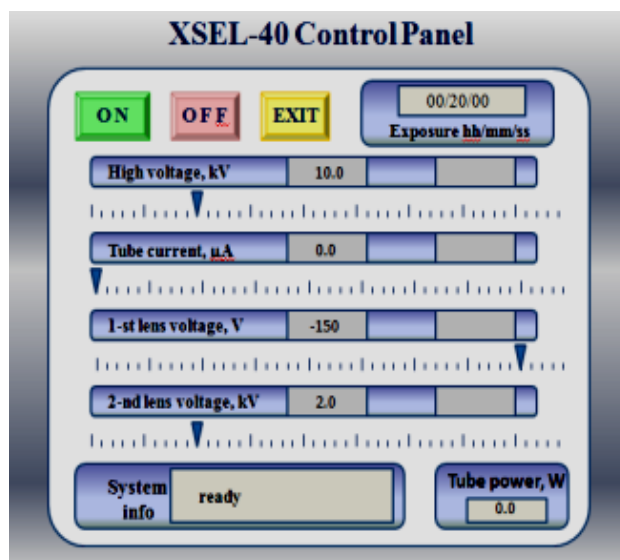 XSEL-40 Control Panel
ON OFF EXIT
00/20/00
Exposure hh/mm/ss
High voltage, kV 10.0
Tube current, µA 0.0
1-st lens voltage, V -150
2-nd lens voltage, kV 2.0
System info
ready
Tube power, W
0.0